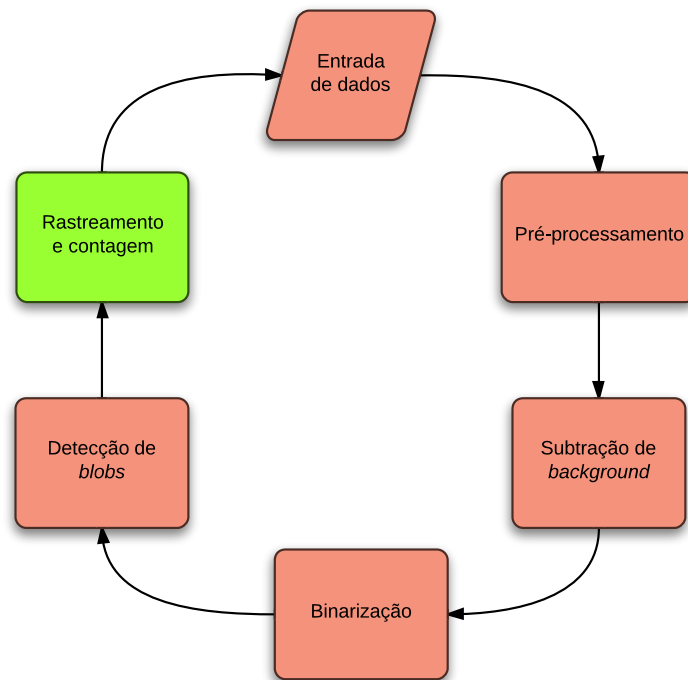 Entrada
de dados
Pré-processamento
Subtração de
background
Binarização
Detecção de
blobs
Rastreamento
e contagem